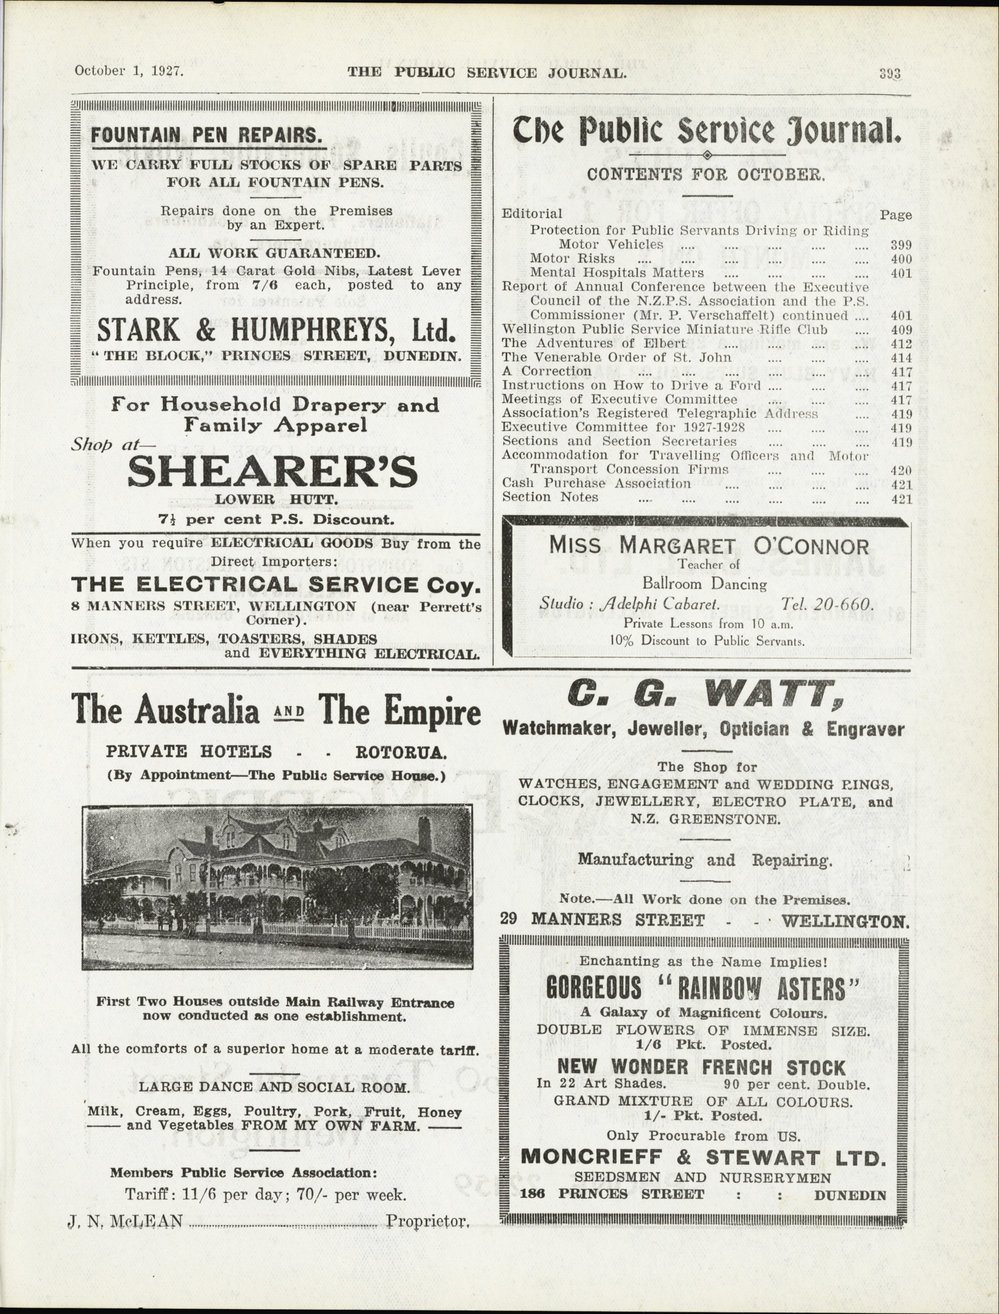 October 1, 1927. THE PUBLIC SERVICE JOURNAL. 393
FOUNTAIN PEN REPAIRS.
WE CARRY FULL STOCKS OF SPARE PARTS
FOR ALL FOUNTAIN PENS.
Repairs done on the Premises
by an Expert.
ALL WORK GUARANTEED.
Fountain Pens, 14 Carat Gold Nibs, Latest Lever
Principle, from 7/6 each, posted to any
address.
STARK & HUMPHREYS, Ltd.
"THE BLOCK," PRINCES STREET, DUNEDIN.
For Household Drapery and
Family Apparel
Shop at—
SHEARER'S
LOWER HUTT.
7½ per cent P.S. Discount.
When you require ELECTRICAL GOODS Buy from the
Direct Importers:
THE ELECTRICAL SERVICE Coy.
8 MANNERS STREET, WELLINGTON (near Perrett's
Corner).
IRONS, KETTLES, TOASTERS, SHADES
and EVERYTHING ELECTRICAL.
The Public Service Journal.
CONTENTS FOR OCTOBER.
Editorial Page
Protection for Public Servants Driving or Riding
Motor Vehicles .... .... .... .... .... 399
Motor Risks .... .... .... .... .... .... 400
Mental Hospitals Matters .... .... .... .... 401
Report of Annual Conference between the Executive
Council of the N.Z.P.S. Association and the P.S.
Commissioner (Mr. P. Verschaffelt) continued .... 401
Wellington Public Service Miniature Rifle Club .... 409
The Adventures of Elbert .... .... .... .... 412
The Venerable Order of St. John .... .... .... 414
A Correction .... .... .... .... .... .... 417
Instructions on How to Drive a Ford .... .... .... 417
Meetings of Executive Committee .... .... .... 417
Association's Registered Telegraphic Address .... 419
Executive Committee for 1927-1928 .... .... .... 419
Sections and Section Secretaries .... .... .... 419
Accommodation for Travelling Officers and Motor
Transport Concession Firms .... .... .... 420
Cash Purchase Association .... .... .... .... 421
Section Notes .... .... .... .... .... .... 421
MISS MARGARET O'CONNOR
Teacher of
Ballroom Dancing
Studio : Adelphi Cabaret. Tel. 20-660.
Private Lessons from 10 a.m.
10% Discount to Public Servants.
The Australia AND The Empire
PRIVATE HOTELS - - ROTORUA.
(By Appointment—The Public Service House.)
First Two Houses outside Main Railway Entrance
now conducted as one establishment.
All the comforts of a superior home at a moderate tariff.
LARGE DANCE AND SOCIAL ROOM.
Milk, Cream, Eggs, Poultry, Pork, Fruit, Honey
—— and Vegetables FROM MY OWN FARM. ——
Members Public Service Association:
Tariff: 11/6 per day; 70/- per week.
J. N. McLEAN .................... Proprietor.
C. G. WATT,
Watchmaker, Jeweller, Optician & Engraver
The Shop for
WATCHES, ENGAGEMENT and WEDDING RINGS,
CLOCKS, JEWELLERY, ELECTRO PLATE, and
N.Z. GREENSTONE.
Manufacturing and Repairing.
Note.—All Work done on the Premises.
29 MANNERS STREET - - WELLINGTON.
Enchanting as the Name Implies!
GORGEOUS "RAINBOW ASTERS"
A Galaxy of Magnificent Colours.
DOUBLE FLOWERS OF IMMENSE SIZE.
1/6 Pkt. Posted.
NEW WONDER FRENCH STOCK
In 22 Art Shades. 90 per cent. Double.
GRAND MIXTURE OF ALL COLOURS.
1/- Pkt. Posted.
Only Procurable from US.
MONCRIEFF & STEWART LTD.
SEEDSMEN AND NURSERYMEN
186 PRINCES STREET : : DUNEDIN